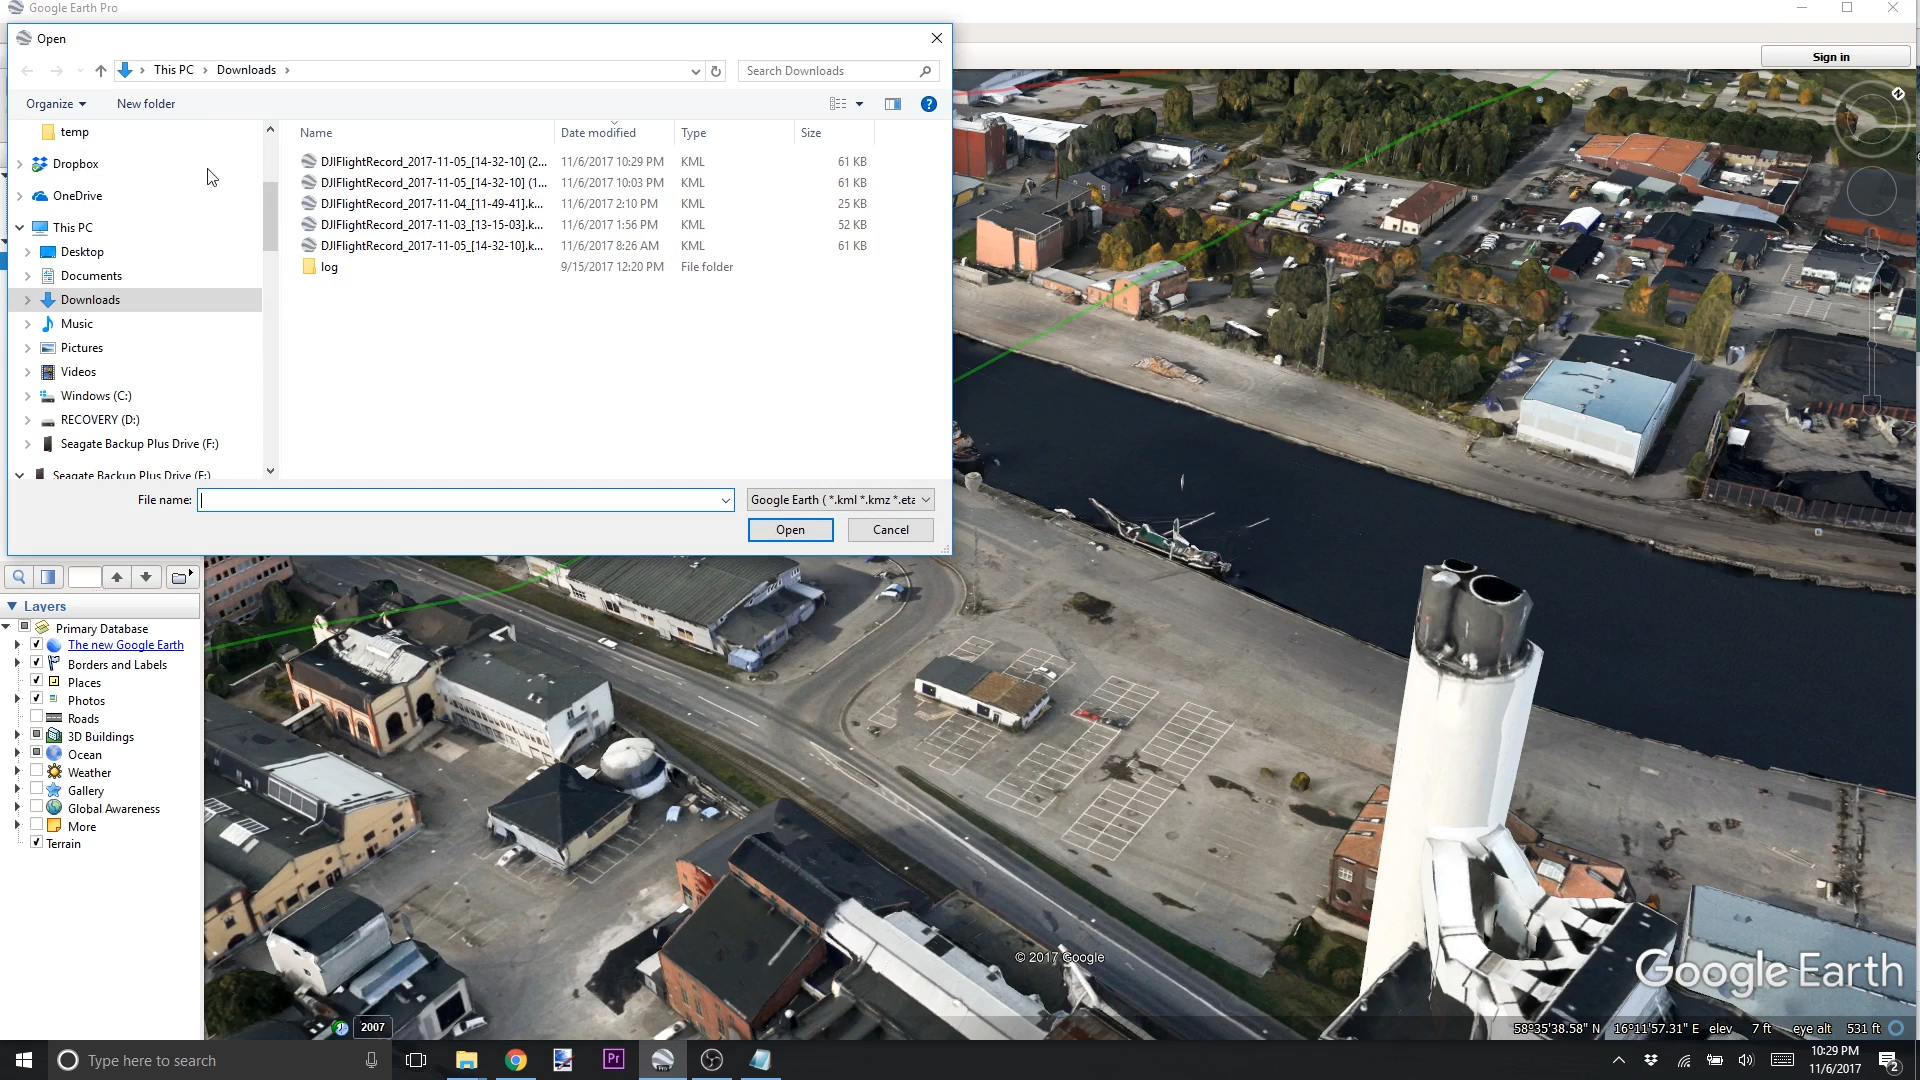 Google Earth Pro
Open
This PC
Downloads
Search Downloads
Sign in
Organize
New folder
temp
Dropbox
OneDrive
This PC
Desktop
Documents
Downloads
Music
Pictures
Videos
Windows (C:)
RECOVERY (D:)
Seagate Backup Plus Drive (F:)
Seagate Backup Plus Drive (F:)
Name Date modified Type Size
DJIFlightRecord_2017-11-05_[14-32-10] (2... 11/6/2017 10:29 PM KML 61 KB
DJIFlightRecord_2017-11-05_[14-32-10] (1... 11/6/2017 10:03 PM KML 61 KB
DJIFlightRecord_2017-11-04_[11-49-41].k... 11/6/2017 2:10 PM KML 25 KB
DJIFlightRecord_2017-11-03_[13-15-03].k... 11/6/2017 1:56 PM KML 52 KB
DJIFlightRecord_2017-11-05_[14-32-10].k... 11/6/2017 8:26 AM KML 61 KB
log 9/15/2017 12:20 PM File folder
File name:
Google Earth ( *.kml *.kmz *.eta
Open
Cancel
Layers
Primary Database
The new Google Earth
Borders and Labels
Places
Photos
Roads
3D Buildings
Ocean
Weather
Gallery
Global Awareness
More
Terrain
© 2017 Google
Google Earth
2007
58°35'38.58" N 16°11'57.31" E elev 7 ft eye alt 531 ft
Type here to search
Pr
Pro
10:29 PM
11/6/2017
2